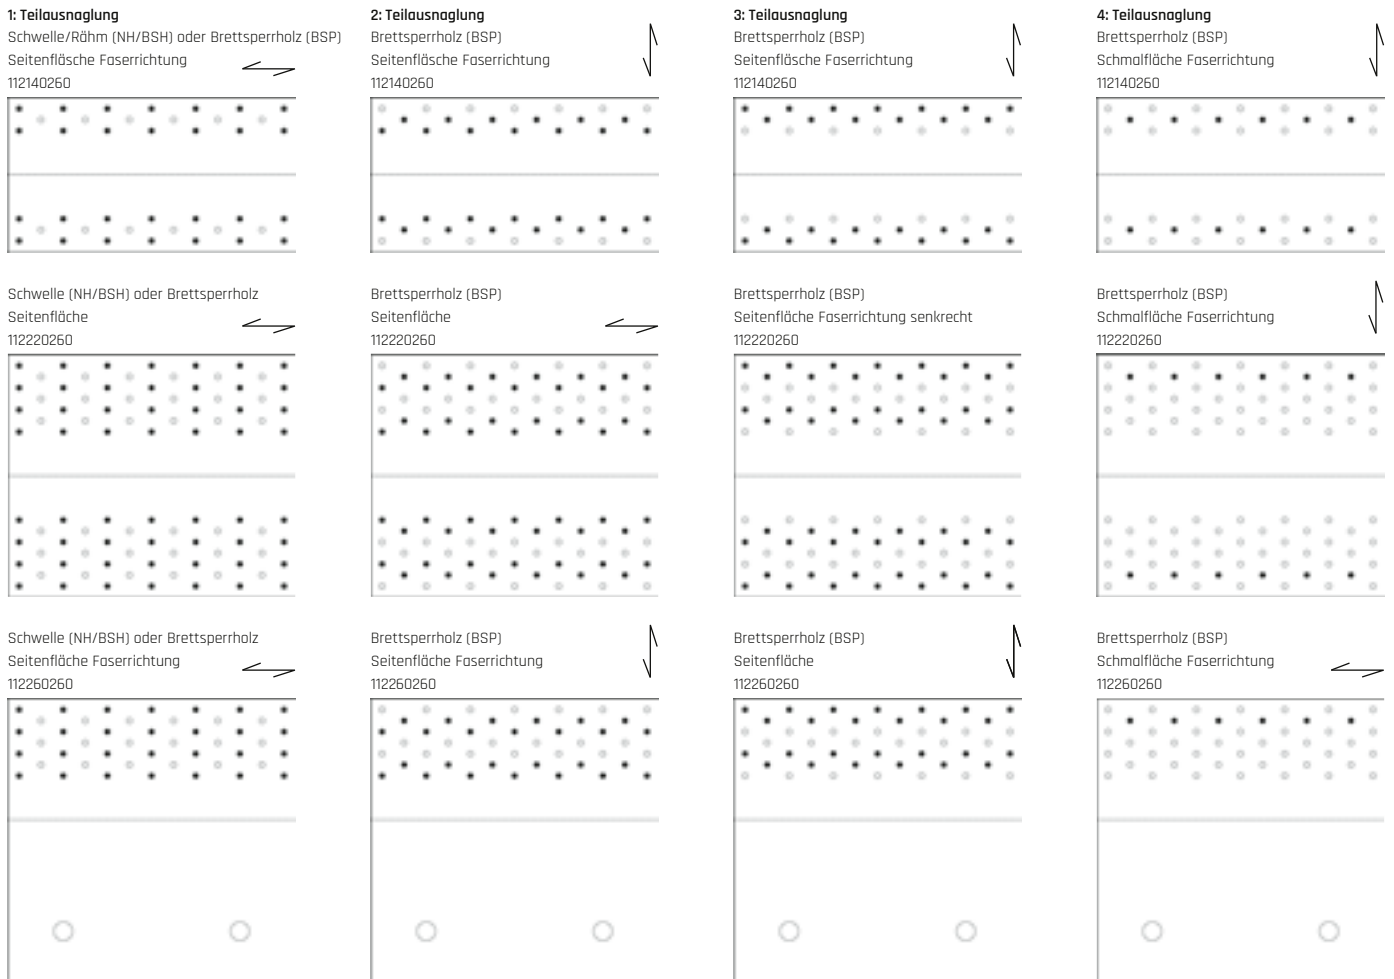 1: Teilausnaglung
Schwelle/Rähm (NH/BSH) oder Brettsperrholz (BSP)
Seitenfläsche Faserrichtung
112140260
2: Teilausnaglung
Brettsperrholz (BSP)
Seitenfläsche Faserrichtung
112140260
3: Teilausnaglung
Brettsperrholz (BSP)
Seitenfläsche Faserrichtung
112140260
4: Teilausnaglung
Brettsperrholz (BSP)
Schmalfläche Faserrichtung
112140260
Schwelle (NH/BSH) oder Brettsperrholz
Seitenfläche
112220260
Brettsperrholz (BSP)
Seitenfläche
112220260
Brettsperrholz (BSP)
Seitenfläche Faserrichtung senkrecht
112220260
Brettsperrholz (BSP)
Schmalfläche Faserrichtung
112220260
Schwelle (NH/BSH) oder Brettsperrholz
Seitenfläche Faserrichtung
112260260
Brettsperrholz (BSP)
Seitenfläche Faserrichtung
112260260
Brettsperrholz (BSP)
Seitenfläche
112260260
Brettsperrholz (BSP)
Schmalfläche Faserrichtung
112260260